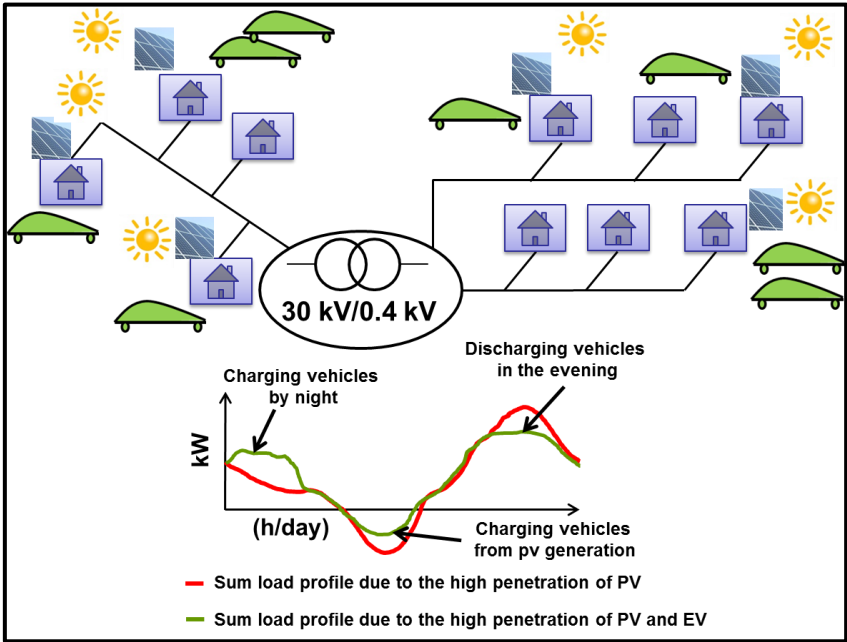 30 kV/0.4 kV
Discharging vehicles
in the evening
Charging vehicles
by night
kW
(h/day)
Charging vehicles
from pv generation
Sum load profile due to the high penetration of PV
Sum load profile due to the high penetration of PV and EV